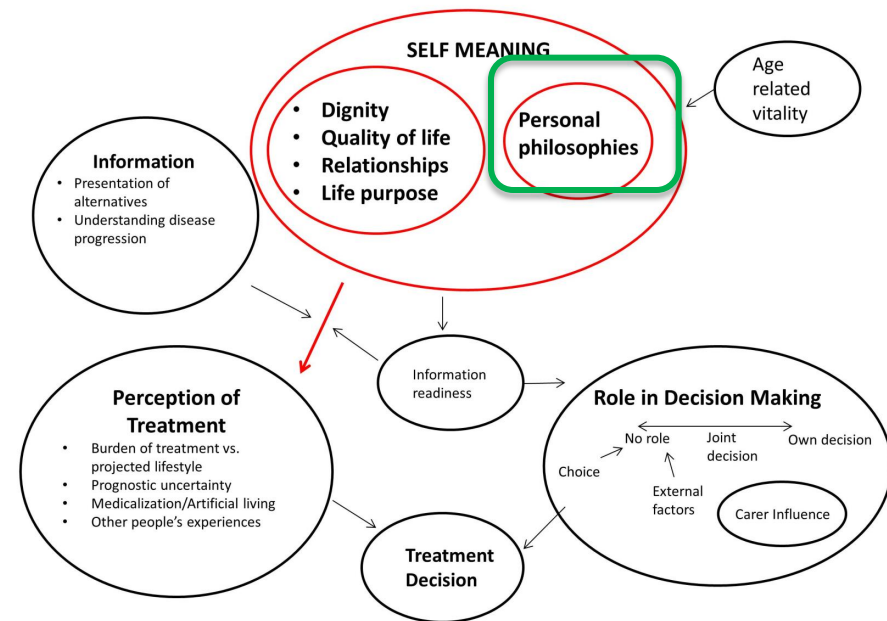 SELF MEANING
• Dignity
• Quality of life
• Relationships
• Life purpose
Personal
philosophies
Age
related
vitality
Information
• Presentation of
alternatives
• Understanding disease
progression
Information
readiness
Perception of
Treatment
• Burden of treatment vs.
projected lifestyle
• Prognostic uncertainty
• Medicalization/Artificial living
• Other people's experiences
Role in Decision Making
No role
Joint
decision
Own decision
Choice
External
factors
Carer Influence
Treatment
Decision